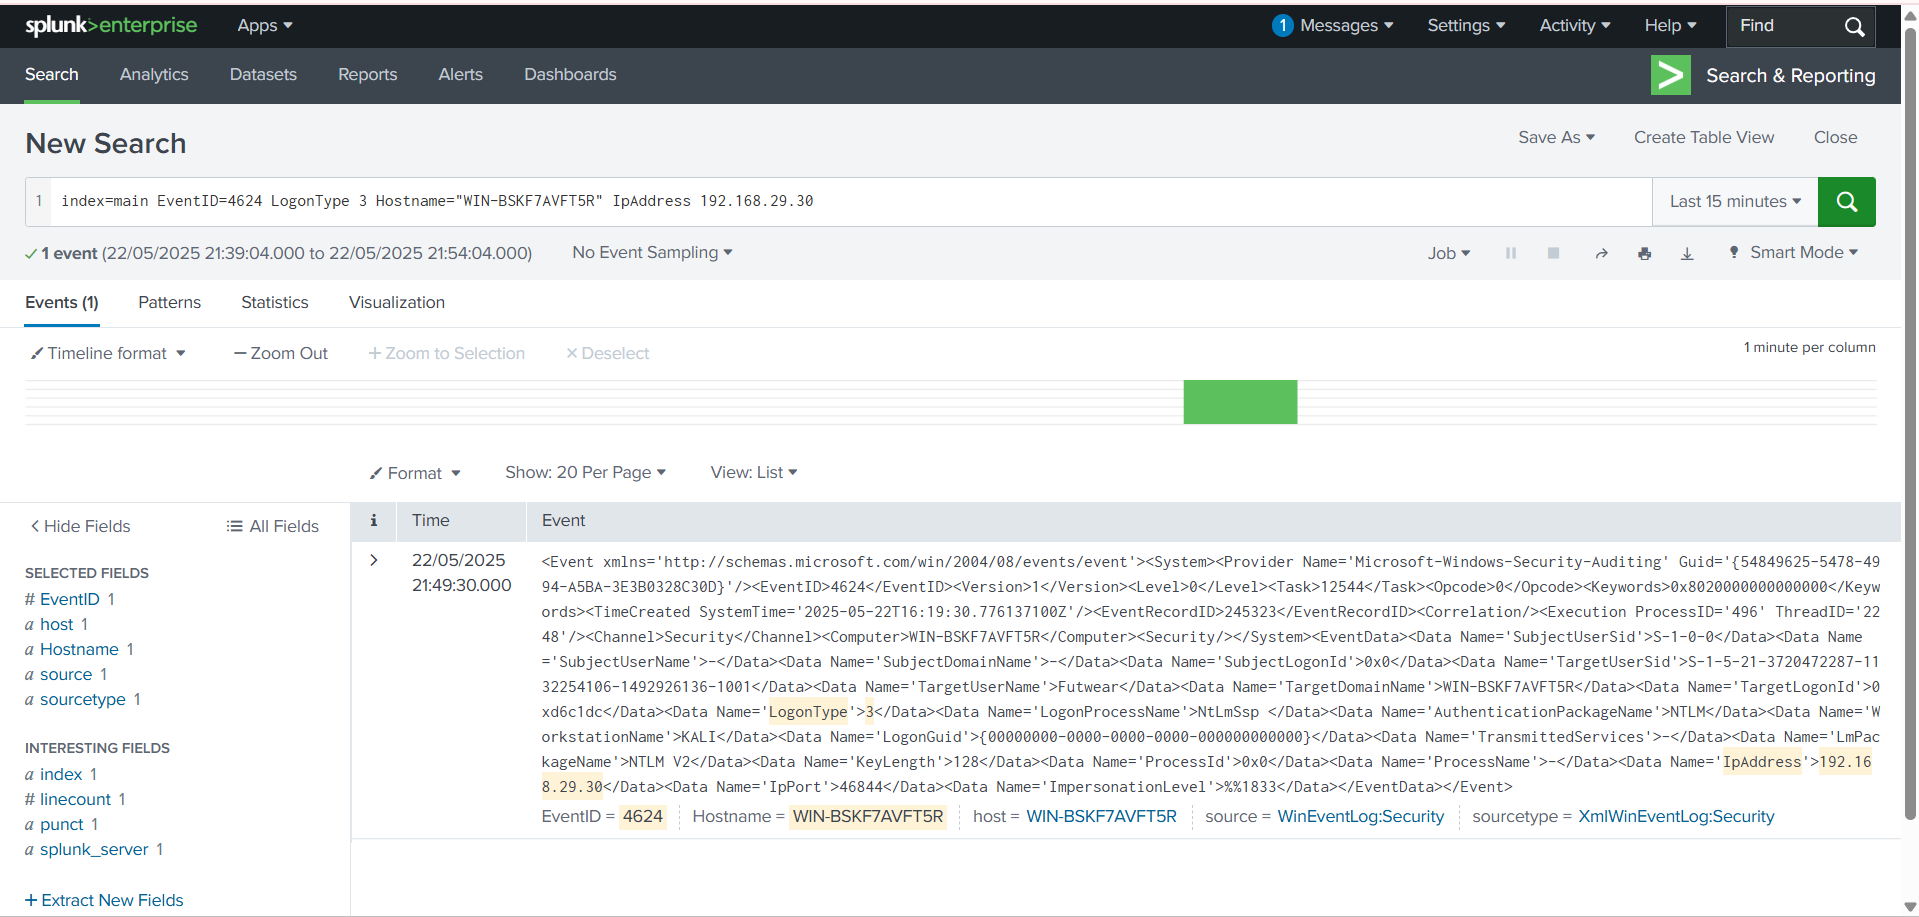 splunk>enterprise Apps 1 Messages Settings Activity Help Find
Search Analytics Datasets Reports Alerts Dashboards > Search & Reporting
New Search Save As Create Table View Close
1 index=main EventID=4624 LogonType 3 Hostname="WIN-BSKF7AVFT5R" IpAddress 192.168.29.30 Last 15 minutes
✓ 1 event (22/05/2025 21:39:04.000 to 22/05/2025 21:54:04.000) No Event Sampling Job Smart Mode
Events (1) Patterns Statistics Visualization
Timeline format — Zoom Out + Zoom to Selection × Deselect 1 minute per column
Format Show: 20 Per Page View: List
< Hide Fields All Fields
i Time Event
SELECTED FIELDS
# EventID 1
a host 1
a Hostname 1
a source 1
a sourcetype 1
INTERESTING FIELDS
a index 1
# linecount 1
a punct 1
a splunk_server 1
+ Extract New Fields
> 22/05/2025
21:49:30.000
<Event xmlns='http://schemas.microsoft.com/win/2004/08/events/event'><System><Provider Name='Microsoft-Windows-Security-Auditing' Guid='{54849625-5478-49
94-A5BA-3E3B0328C30D}'/><EventID>4624</EventID><Version>1</Version><Level>0</Level><Task>12544</Task><Opcode>0</Opcode><Keywords>0x8020000000000000</Keyw
ords><TimeCreated SystemTime='2025-05-22T16:19:30.776137100Z'/><EventRecordID>245323</EventRecordID><Correlation/><Execution ProcessID='496' ThreadID='22
48'/><Channel>Security</Channel><Computer>WIN-BSKF7AVFT5R</Computer><Security/></System><EventData><Data Name='SubjectUserSid'>S-1-0-0</Data><Data Name
='SubjectUserName'>-</Data><Data Name='SubjectDomainName'>-</Data><Data Name='SubjectLogonId'>0x0</Data><Data Name='TargetUserSid'>S-1-5-21-3720472287-11
32254106-1492926136-1001</Data><Data Name='TargetUserName'>Futwear</Data><Data Name='TargetDomainName'>WIN-BSKF7AVFT5R</Data><Data Name='TargetLogonId'>0
xd6c1dc</Data><Data Name='LogonType'>3</Data><Data Name='LogonProcessName'>NtLmSsp </Data><Data Name='AuthenticationPackageName'>NTLM</Data><Data Name='W
orkstationName'>KALI</Data><Data Name='LogonGuid'>{00000000-0000-0000-0000-000000000000}</Data><Data Name='TransmittedServices'>-</Data><Data Name='LmPac
kageName'>NTLM V2</Data><Data Name='KeyLength'>128</Data><Data Name='ProcessId'>0x0</Data><Data Name='ProcessName'>-</Data><Data Name='IpAddress'>192.16
8.29.30</Data><Data Name='IpPort'>46844</Data><Data Name='ImpersonationLevel'>%%1833</Data></EventData></Event>
EventID = 4624 Hostname = WIN-BSKF7AVFT5R host = WIN-BSKF7AVFT5R source = WinEventLog:Security sourcetype = XmlWinEventLog:Security